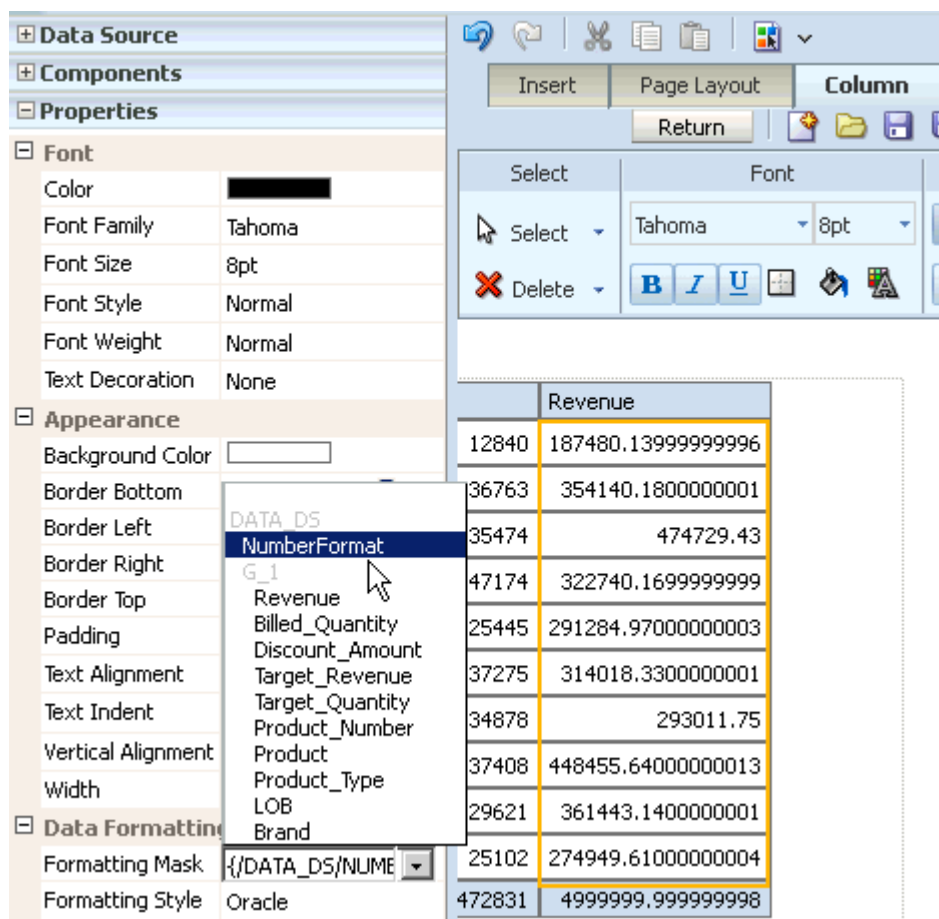 Data Source
Components
Properties
Font
Color
Font Family Tahoma
Font Size 8pt
Font Style Normal
Font Weight Normal
Text Decoration None
Appearance
Background Color
Border Bottom
Border Left
Border Right
Border Top
Padding
Text Alignment
Text Indent
Vertical Alignment
Width
DATA_DS
NumberFormat
G_1
Revenue
Billed_Quantity
Discount_Amount
Target_Revenue
Target_Quantity
Product_Number
Product
Product_Type
LOB
Brand
Data Formatting
Formatting Mask {/DATA_DS/NUME
Formatting Style Oracle
Insert Page Layout Column
Return
Select Font
Select Tahoma 8pt
Delete B I U
Revenue
12840 187480.13999999996
36763 354140.1800000001
35474 474729.43
47174 322740.1699999999
25445 291284.97000000003
37275 314018.3300000001
34878 293011.75
37408 448455.64000000013
29621 361443.1400000001
25102 274949.61000000004
472831 4999999.999999998